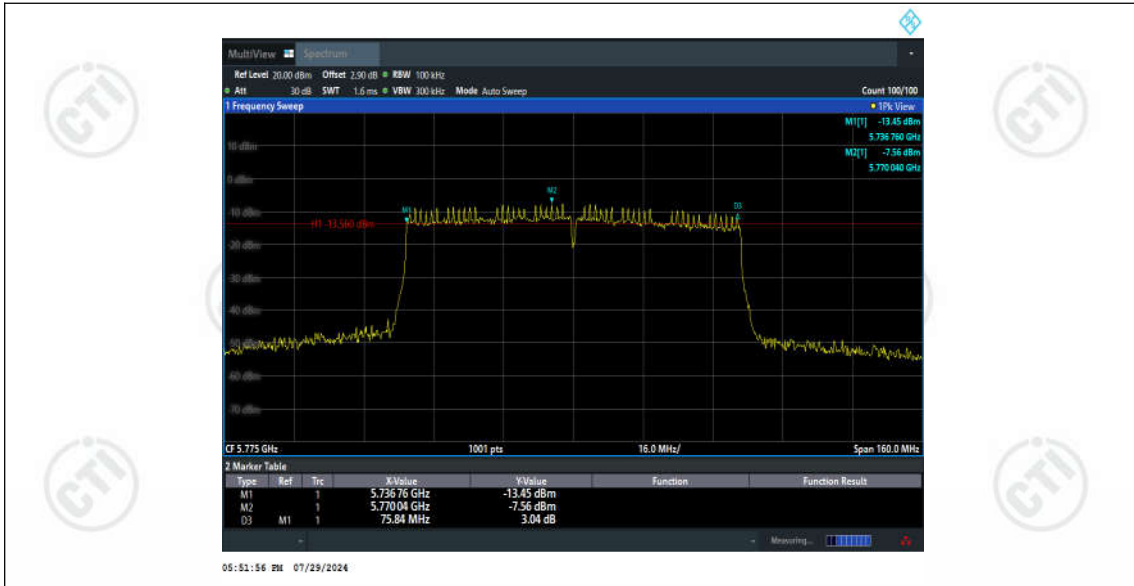 MultiView Spectrum
Ref Level 20.00 dBm Offset 2.90 dB RBW 100 kHz
Att 30 dB SWT 1.6 ms VBW 300 kHz Mode Auto Sweep Count 100/100
1 Frequency Sweep 1Pk View
M1[1] -13.45 dBm
5.736 760 GHz
M2[1] -7.56 dBm
5.770 040 GHz
10 dBm
0 dBm
M2
M1
D3
-10 dBm
H1 -13.560 dBm
-20 dBm
-30 dBm
-40 dBm
-50 dBm
-60 dBm
-70 dBm
CF 5.775 GHz 1001 pts 16.0 MHz/ Span 160.0 MHz
2 Marker Table
Type Ref Trc X-Value Y-Value Function Function Result
M1 1 5.736 76 GHz -13.45 dBm
M2 1 5.770 04 GHz -7.56 dBm
D3 M1 1 75.84 MHz 3.04 dB
Measuring...
05:51:56 PM 07/29/2024
CTI
CTI
CTI
CTI